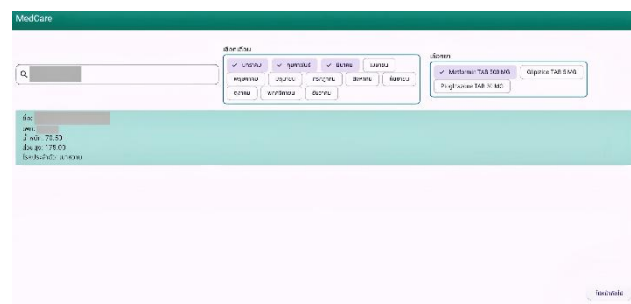 MedCare
เลือกเดือน
เลือกยา
มกราคม กุมภาพันธ์ มีนาคม เมษายน
พฤษภาคม มิถุนายน กรกฎาคม สิงหาคม กันยายน
ตุลาคม พฤศจิกายน ธันวาคม
Metformin TAB 500 MG Glipizide TAB 5 MG
Pioglitazone TAB 30 MG
ชื่อ:
เพศ:
น้ำหนัก: 79.50
ส่วนสูง: 175.00
โรคประจำตัว: เบาหวาน